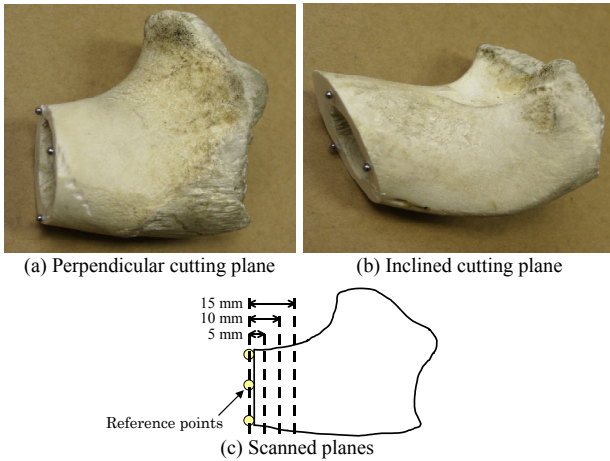 (a) Perpendicular cutting plane
(b) Inclined cutting plane
15 mm
10 mm
5 mm
Reference points
(c) Scanned planes